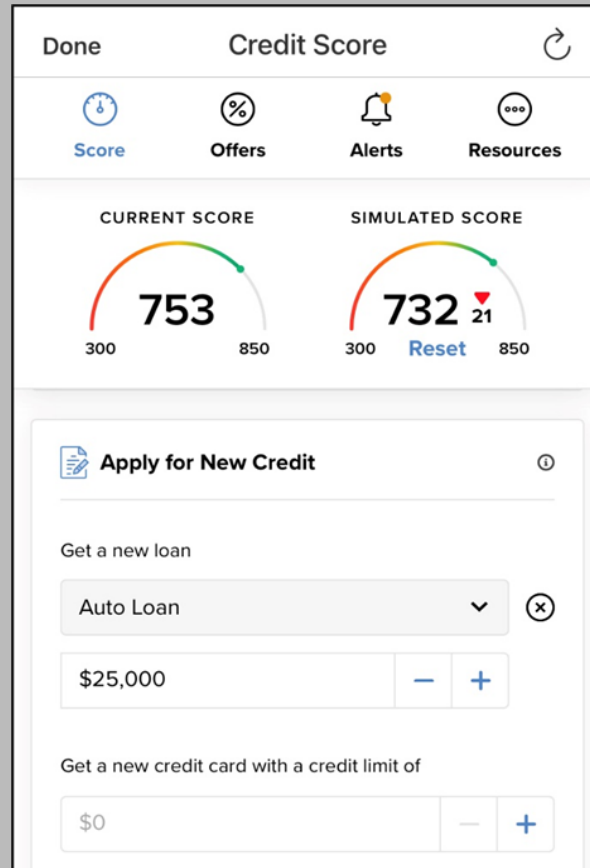 Done Credit Score
Score Offers Alerts Resources
CURRENT SCORE SIMULATED SCORE
753 732 21
300 850 300 Reset 850
Apply for New Credit
Get a new loan
Auto Loan
$25,000
Get a new credit card with a credit limit of
$0